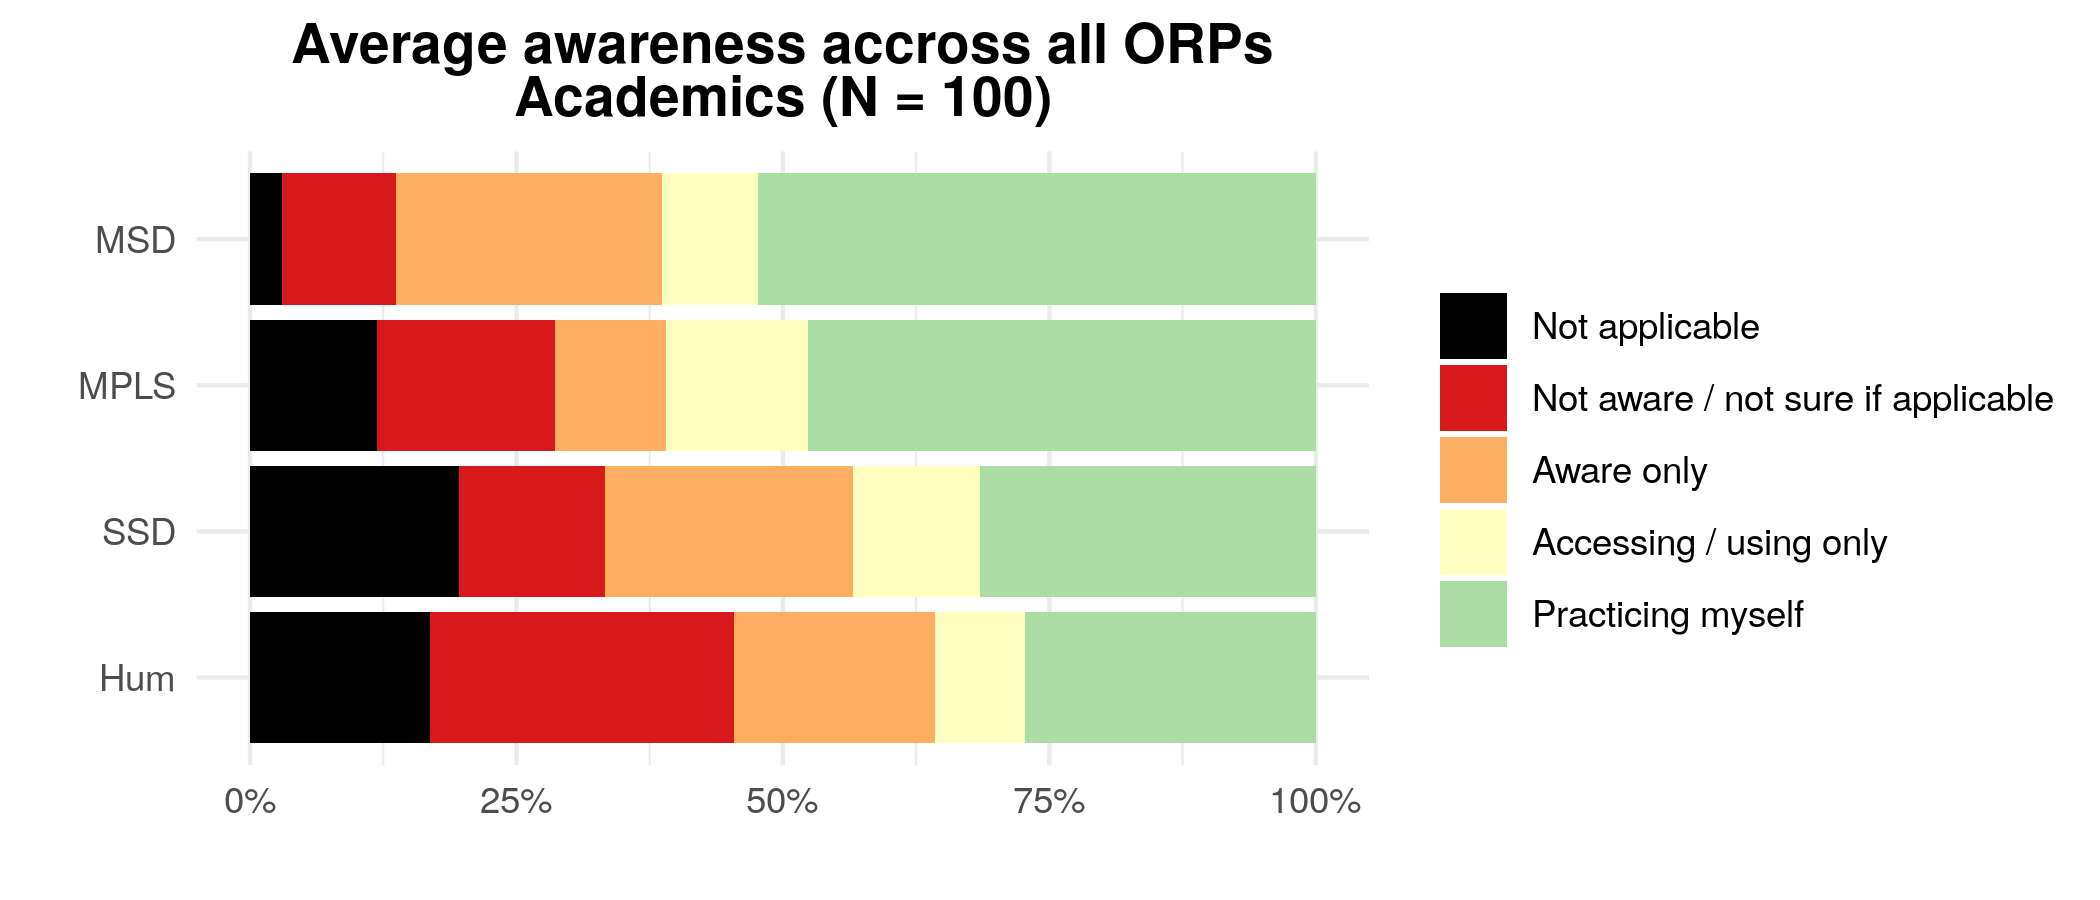 Average awareness accross all ORPs
Academics (N = 100)
MSD
MPLS
SSD
Hum
0%
25%
50%
75%
100%
Not applicable
Not aware / not sure if applicable
Aware only
Accessing / using only
Practicing myself